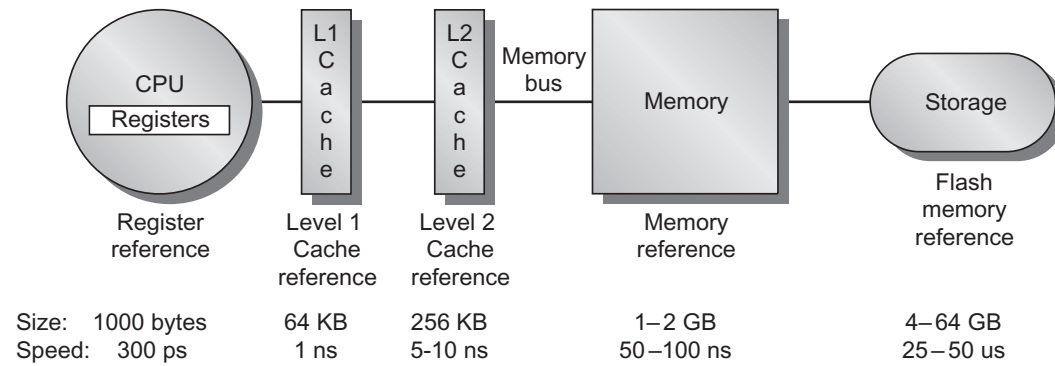 CPU
Registers
L1
C
a
c
h
e
L2
C
a
c
h
e
Memory
bus
Memory
Storage
Register
reference
Level 1
Cache
reference
Level 2
Cache
reference
Memory
reference
Flash
memory
reference
Size: 1000 bytes 64 KB 256 KB 1–2 GB 4–64 GB
Speed: 300 ps 1 ns 5-10 ns 50–100 ns 25–50 us